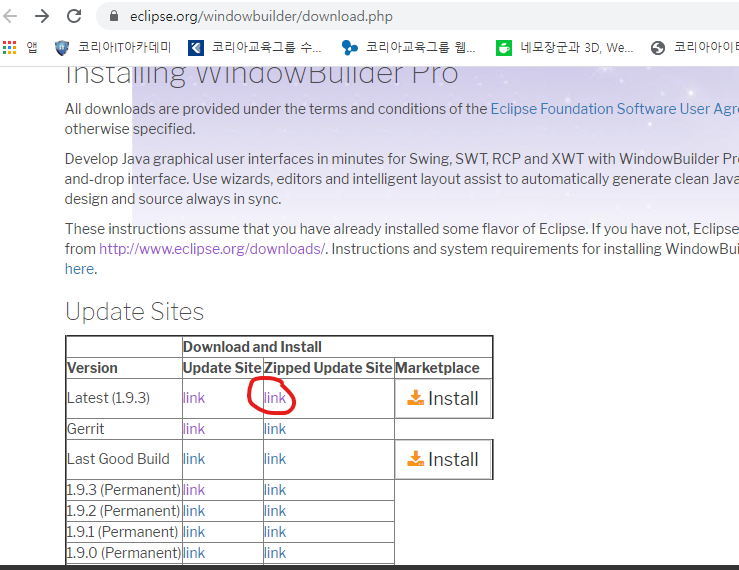 eclipse.org/windowbuilder/download.php
앱 코리아IT아카데미 코리아교육그룹 수... 코리아교육그룹 웹... 네모장군과 3D, We... 코리아아이티
Installing WindowBuilder Pro
All downloads are provided under the terms and conditions of the Eclipse Foundation Software User Agre
otherwise specified.
Develop Java graphical user interfaces in minutes for Swing, SWT, RCP and XWT with WindowBuilder Pro
and-drop interface. Use wizards, editors and intelligent layout assist to automatically generate clean Java
design and source always in sync.
These instructions assume that you have already installed some flavor of Eclipse. If you have not, Eclipse
from http://www.eclipse.org/downloads/. Instructions and system requirements for installing WindowBui
here.
Update Sites
Download and Install
Version Update Site Zipped Update Site Marketplace
Latest (1.9.3) link link Install
Gerrit link link
Last Good Build link link Install
1.9.3 (Permanent) link link
1.9.2 (Permanent) link link
1.9.1 (Permanent) link link
1.9.0 (Permanent) link link